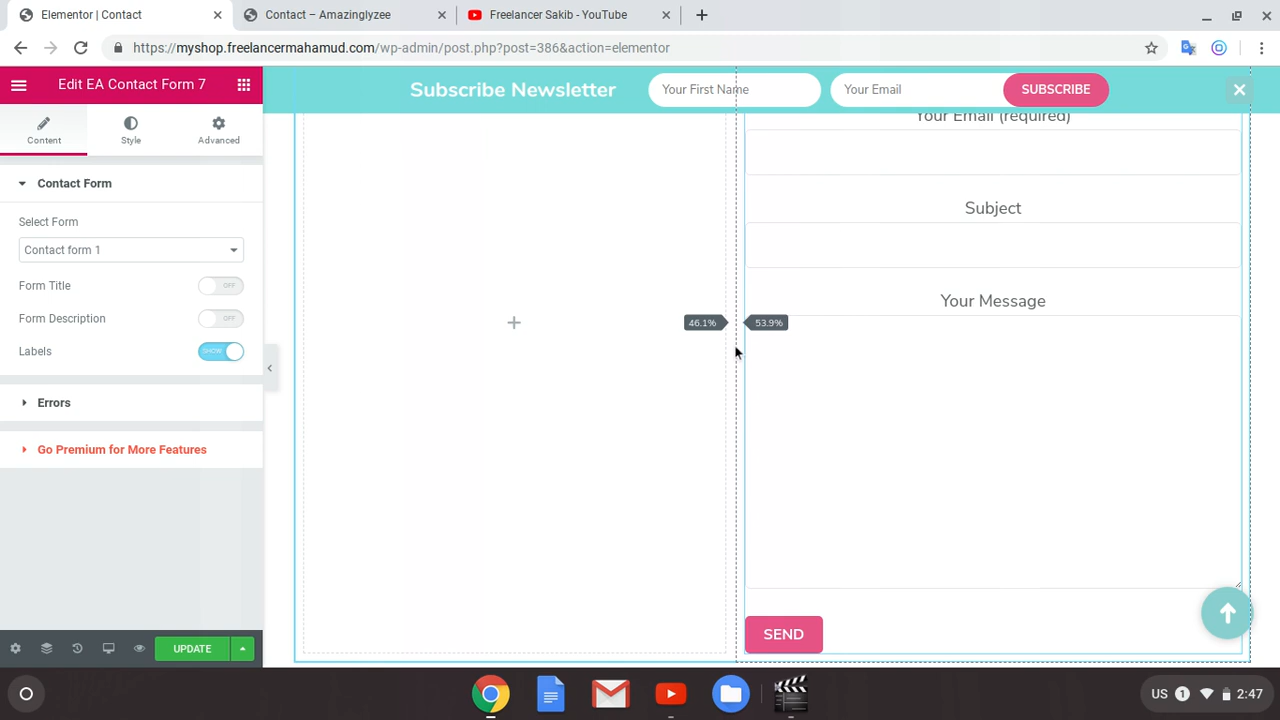 Elementor | Contact
Contact – Amazinglyzee
Freelancer Sakib - YouTube
https://myshop.freelancermahamud.com/wp-admin/post.php?post=386&action=elementor
Edit EA Contact Form 7
Subscribe Newsletter
Your First Name
Your Email
SUBSCRIBE
Content
Style
Advanced
Your Email (required)
Contact Form
Select Form
Contact form 1
Subject
Form Title
OFF
Your Message
Form Description
OFF
46.1%
53.9%
Labels
SHOW
Errors
Go Premium for More Features
SEND
UPDATE
US
1
2:47